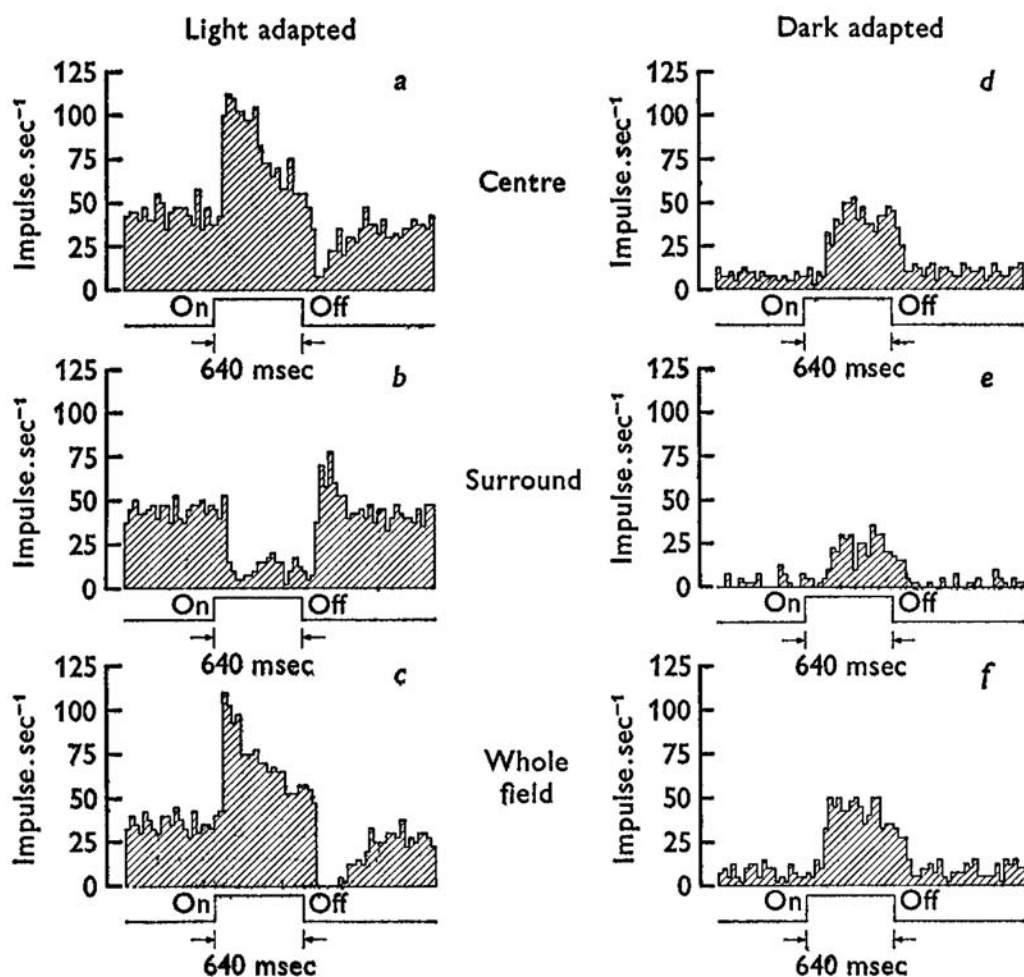 Light adapted
Dark adapted
a
Impulse.sec⁻¹
125
100
75
50
25
0
On
Off
640 msec
Centre
d
Impulse.sec⁻¹
125
100
75
50
25
0
On
Off
640 msec
b
Impulse.sec⁻¹
125
100
75
50
25
0
On
Off
640 msec
Surround
e
Impulse.sec⁻¹
125
100
75
50
25
0
On
Off
640 msec
c
Impulse.sec⁻¹
125
100
75
50
25
0
On
Off
640 msec
Whole
field
f
Impulse.sec⁻¹
125
100
75
50
25
0
On
Off
640 msec